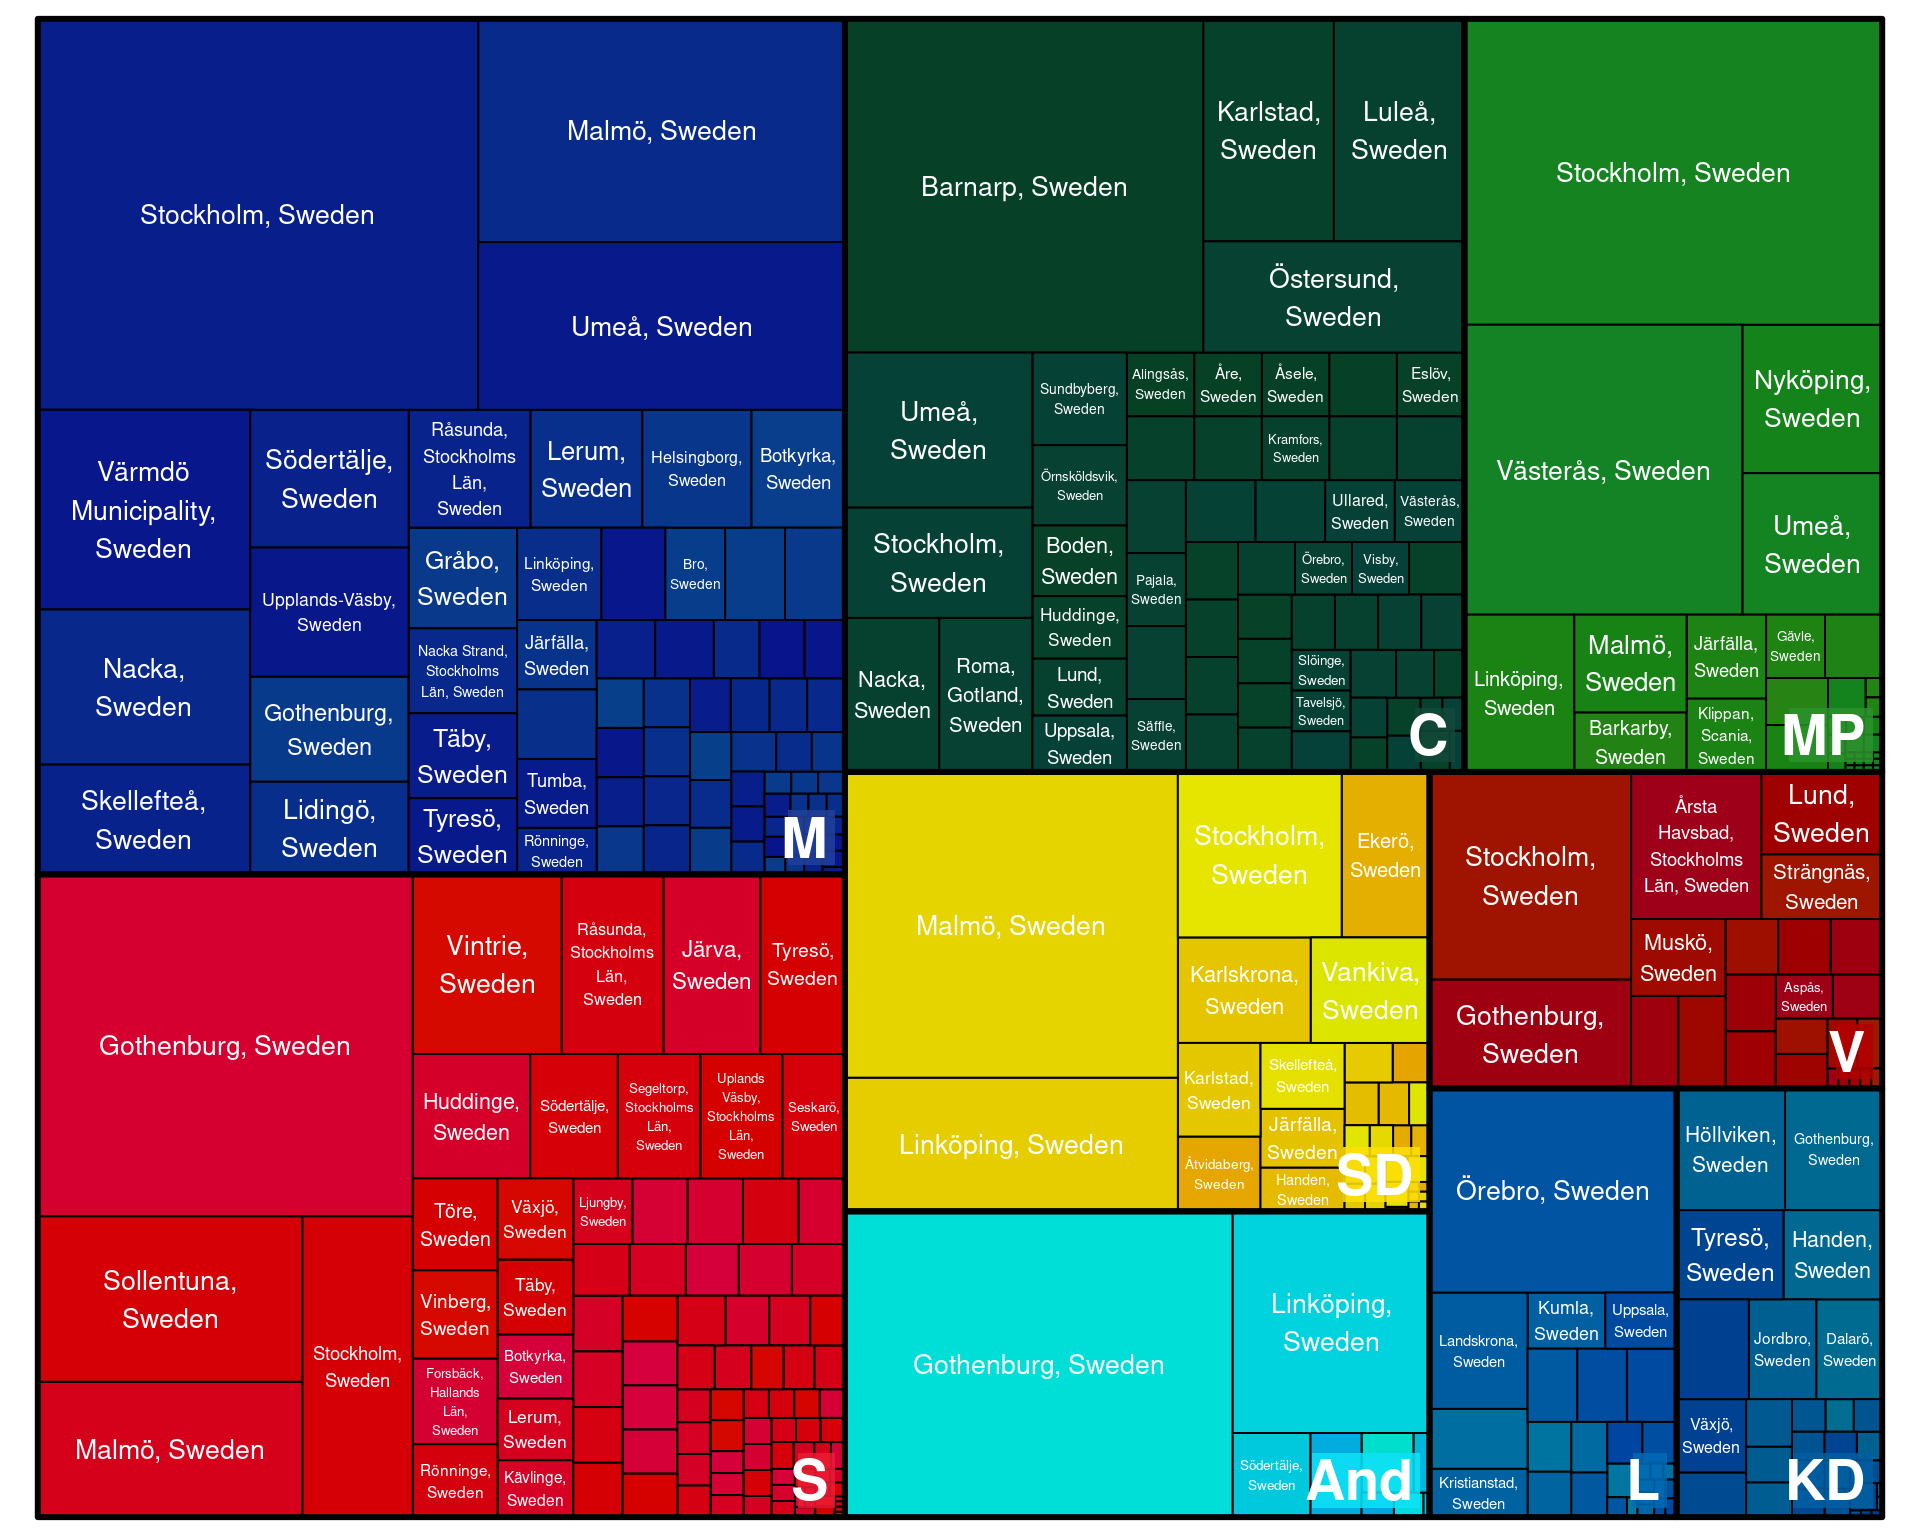 Stockholm, Sweden
Malmö, Sweden
Umeå, Sweden
Värmdö
Municipality,
Sweden
Nacka,
Sweden
Skellefteå,
Sweden
Södertälje,
Sweden
Upplands-Väsby,
Sweden
Gothenburg,
Sweden
Lidingö,
Sweden
Råsunda,
Stockholms
Län,
Sweden
Lerum,
Sweden
Helsingborg,
Sweden
Botkyrka,
Sweden
Gråbo,
Sweden
Nacka Strand,
Stockholms
Län, Sweden
Täby,
Sweden
Tyresö,
Sweden
Linköping,
Sweden
Bro,
Sweden
Järfälla,
Sweden
Tumba,
Sweden
Rönninge,
Sweden
M
Barnarp, Sweden
Karlstad,
Sweden
Luleå,
Sweden
Östersund,
Sweden
Umeå,
Sweden
Stockholm,
Sweden
Nacka,
Sweden
Roma,
Gotland,
Sweden
Sundbyberg,
Sweden
Örnsköldsvik,
Sweden
Boden,
Sweden
Huddinge,
Sweden
Lund,
Sweden
Uppsala,
Sweden
Alingsås,
Sweden
Åre,
Sweden
Åsele,
Sweden
Eslöv,
Sweden
Kramfors,
Sweden
Ullared,
Sweden
Västerås,
Sweden
Pajala,
Sweden
Örebro,
Sweden
Visby,
Sweden
Slöinge,
Sweden
Tavelsjö,
Sweden
Säffle,
Sweden
C
Stockholm, Sweden
Västerås, Sweden
Nyköping,
Sweden
Umeå,
Sweden
Linköping,
Sweden
Malmö,
Sweden
Barkarby,
Sweden
Järfälla,
Sweden
Klippan,
Scania,
Sweden
Gävle,
Sweden
MP
Gothenburg, Sweden
Sollentuna,
Sweden
Malmö, Sweden
Stockholm,
Sweden
Vintrie,
Sweden
Råsunda,
Stockholms
Län,
Sweden
Järva,
Sweden
Tyresö,
Sweden
Huddinge,
Sweden
Södertälje,
Sweden
Segeltorp,
Stockholms
Län,
Sweden
Uplands
Väsby,
Stockholms
Län,
Sweden
Seskarö,
Sweden
Töre,
Sweden
Vinberg,
Sweden
Forsbäck,
Hallands
Län,
Sweden
Rönninge,
Sweden
Växjö,
Sweden
Täby,
Sweden
Botkyrka,
Sweden
Lerum,
Sweden
Kävlinge,
Sweden
Ljungby,
Sweden
S
Malmö, Sweden
Linköping, Sweden
Stockholm,
Sweden
Ekerö,
Sweden
Karlskrona,
Sweden
Vankiva,
Sweden
Karlstad,
Sweden
Åtvidaberg,
Sweden
Skellefteå,
Sweden
Järfälla,
Sweden
Handen,
Sweden
SD
Gothenburg, Sweden
Linköping,
Sweden
Södertälje,
Sweden
And
Stockholm,
Sweden
Gothenburg,
Sweden
Årsta
Havsbad,
Stockholms
Län, Sweden
Lund,
Sweden
Strängnäs,
Sweden
Muskö,
Sweden
Aspås,
Sweden
V
Örebro, Sweden
Landskrona,
Sweden
Kristianstad,
Sweden
Kumla,
Sweden
Uppsala,
Sweden
L
Höllviken,
Sweden
Gothenburg,
Sweden
Tyresö,
Sweden
Handen,
Sweden
Jordbro,
Sweden
Dalarö,
Sweden
Växjö,
Sweden
KD